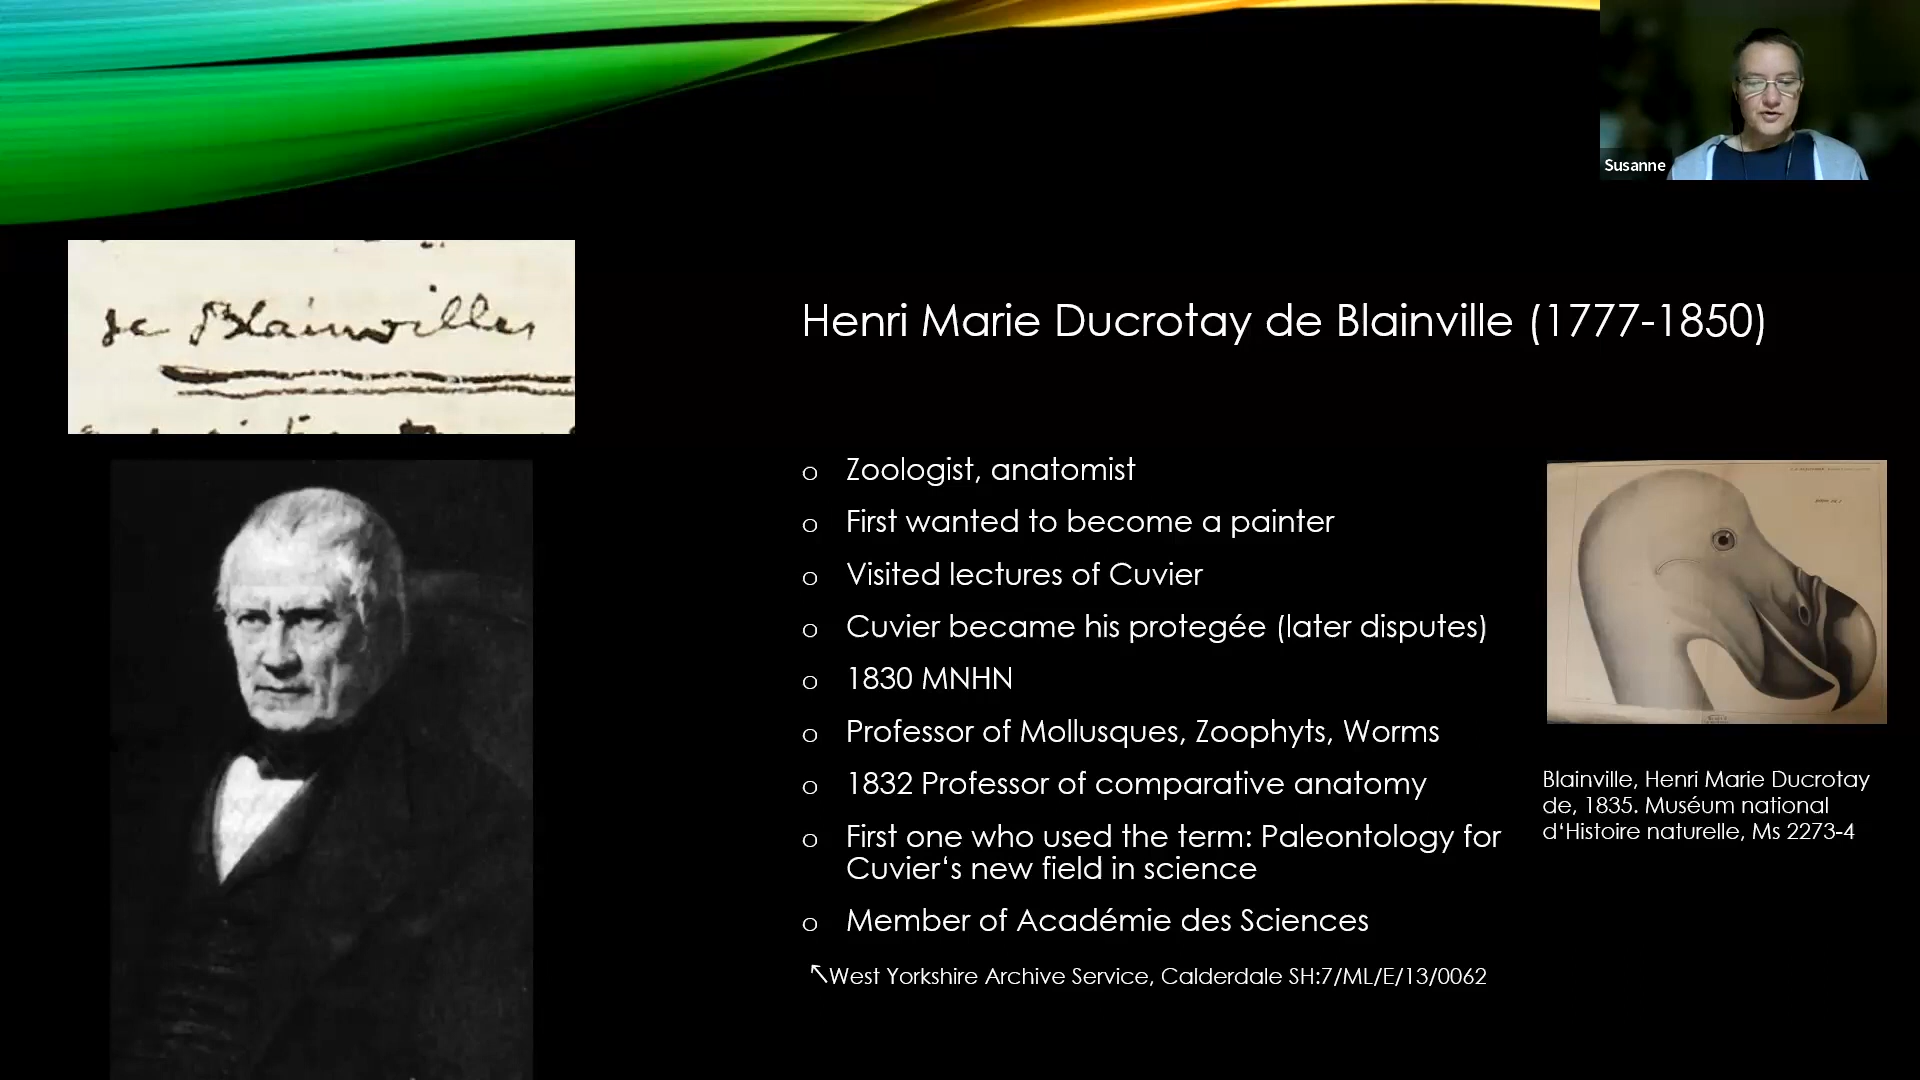 Susanne
de Blainville
Henri Marie Ducrotay de Blainville (1777-1850)
o Zoologist, anatomist
o First wanted to become a painter
o Visited lectures of Cuvier
o Cuvier became his protegée (later disputes)
o 1830 MNHN
o Professor of Mollusques, Zoophyts, Worms
o 1832 Professor of comparative anatomy
o First one who used the term: Paleontology for
Cuvier‘s new field in science
o Member of Académie des Sciences
↖West Yorkshire Archive Service, Calderdale SH:7/ML/E/13/0062
Blainville, Henri Marie Ducrotay
de, 1835. Muséum national
d‘Histoire naturelle, Ms 2273-4